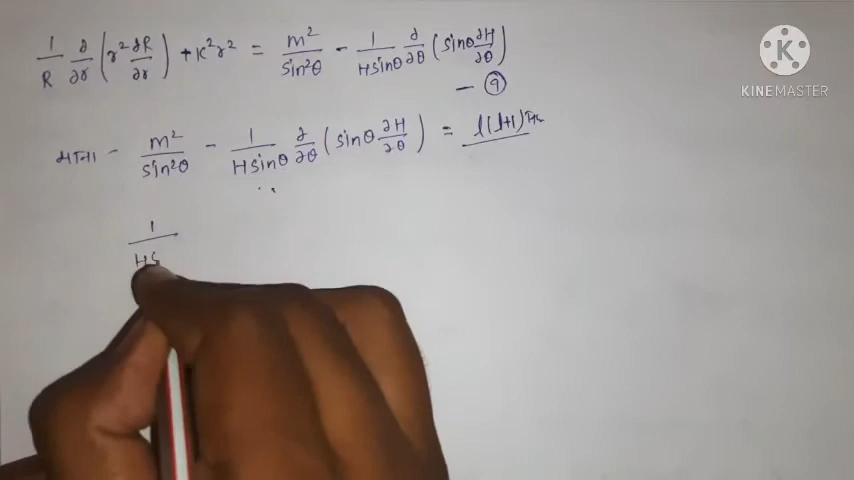 1/R ∂/∂r (r² ∂R/∂r) + K²r² = m²/sin²θ - 1/(H sinθ) ∂/∂θ (sinθ ∂H/∂θ)
- ⑨
माना - m²/sin²θ - 1/(H sinθ) ∂/∂θ (sinθ ∂H/∂θ) = l(l+1)
1/HS
KINEMASTER